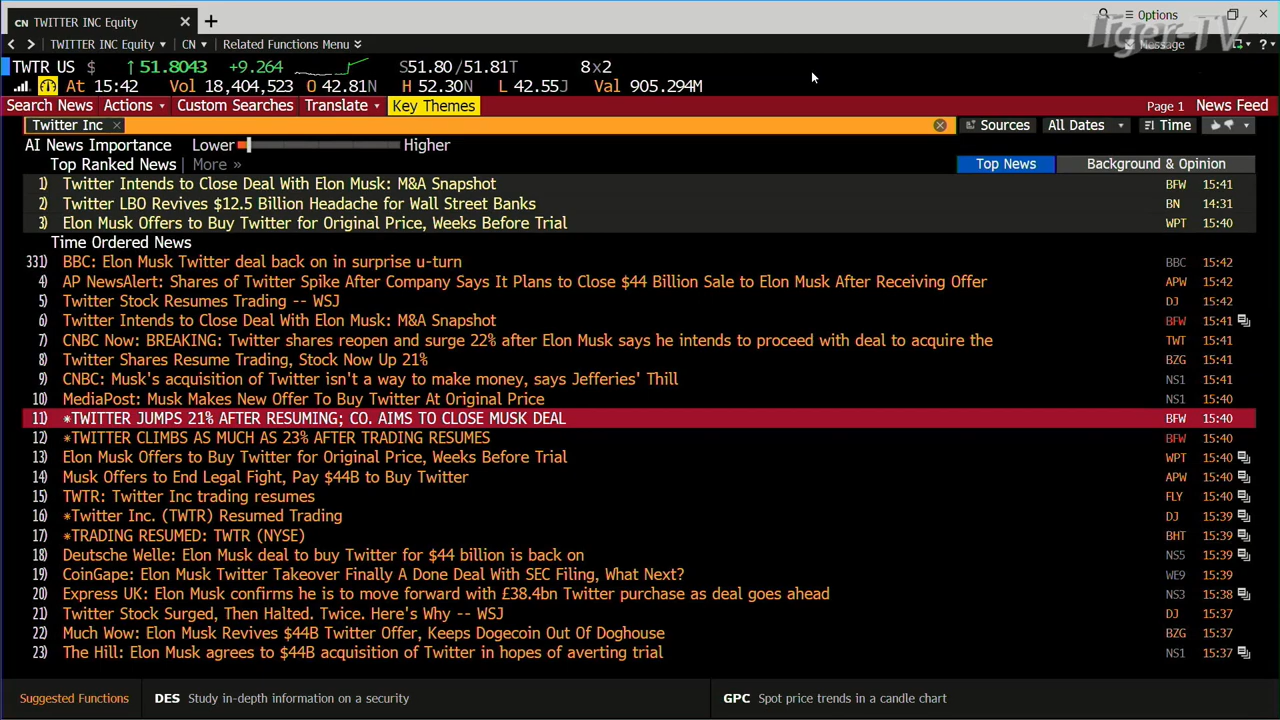 CN TWITTER INC Equity × +
Options
< > TWITTER INC Equity ▾ CN ▾ Related Functions Menu
Message
Tiger-TV
TWTR US $ ↑ 51.8043 +9.264 S51.80/51.81T 8x2
At 15:42 Vol 18,404,523 O 42.81N H 52.30N L 42.55J Val 905.294M
Search News Actions Custom Searches Translate Key Themes Page 1 News Feed
Twitter Inc × Sources All Dates Time
AI News Importance Lower Higher
Top Ranked News | More » Top News Background & Opinion
1) Twitter Intends to Close Deal With Elon Musk: M&A Snapshot BFW 15:41
2) Twitter LBO Revives $12.5 Billion Headache for Wall Street Banks BN 14:31
3) Elon Musk Offers to Buy Twitter for Original Price, Weeks Before Trial WPT 15:40
Time Ordered News
331) BBC: Elon Musk Twitter deal back on in surprise u-turn BBC 15:42
4) AP NewsAlert: Shares of Twitter Spike After Company Says It Plans to Close $44 Billion Sale to Elon Musk After Receiving Offer APW 15:42
5) Twitter Stock Resumes Trading -- WSJ DJ 15:42
6) Twitter Intends to Close Deal With Elon Musk: M&A Snapshot BFW 15:41
7) CNBC Now: BREAKING: Twitter shares reopen and surge 22% after Elon Musk says he intends to proceed with deal to acquire the TWT 15:41
8) Twitter Shares Resume Trading, Stock Now Up 21% BZG 15:41
9) CNBC: Musk's acquisition of Twitter isn't a way to make money, says Jefferies' Thill NS1 15:41
10) MediaPost: Musk Makes New Offer To Buy Twitter At Original Price NS1 15:40
11) *TWITTER JUMPS 21% AFTER RESUMING; CO. AIMS TO CLOSE MUSK DEAL BFW 15:40
12) *TWITTER CLIMBS AS MUCH AS 23% AFTER TRADING RESUMES BFW 15:40
13) Elon Musk Offers to Buy Twitter for Original Price, Weeks Before Trial WPT 15:40
14) Musk Offers to End Legal Fight, Pay $44B to Buy Twitter APW 15:40
15) TWTR: Twitter Inc trading resumes FLY 15:40
16) *Twitter Inc. (TWTR) Resumed Trading DJ 15:39
17) *TRADING RESUMED: TWTR (NYSE) BHT 15:39
18) Deutsche Welle: Elon Musk deal to buy Twitter for $44 billion is back on NS5 15:39
19) CoinGape: Elon Musk Twitter Takeover Finally A Done Deal With SEC Filing, What Next? WE9 15:39
20) Express UK: Elon Musk confirms he is to move forward with £38.4bn Twitter purchase as deal goes ahead NS3 15:38
21) Twitter Stock Surged, Then Halted. Twice. Here's Why -- WSJ DJ 15:37
22) Much Wow: Elon Musk Revives $44B Twitter Offer, Keeps Dogecoin Out Of Doghouse BZG 15:37
23) The Hill: Elon Musk agrees to $44B acquisition of Twitter in hopes of averting trial NS1 15:37
Suggested Functions DES Study in-depth information on a security GPC Spot price trends in a candle chart